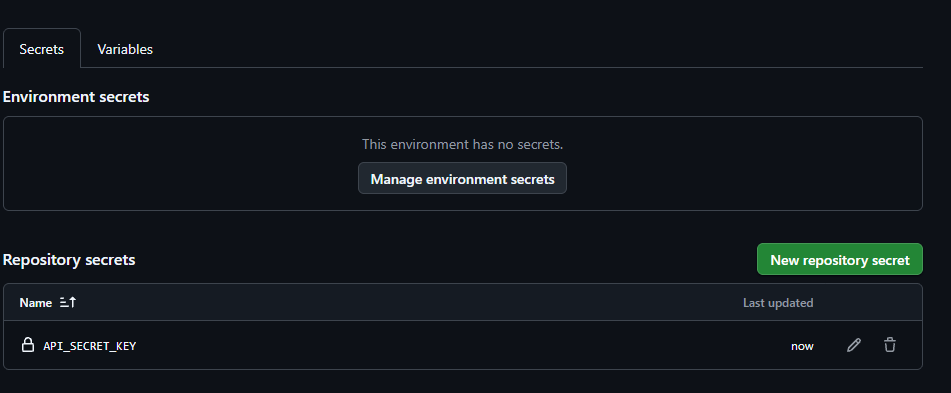 Secrets Variables
Environment secrets
This environment has no secrets.
Manage environment secrets
Repository secrets New repository secret
Name Last updated
API_SECRET_KEY now